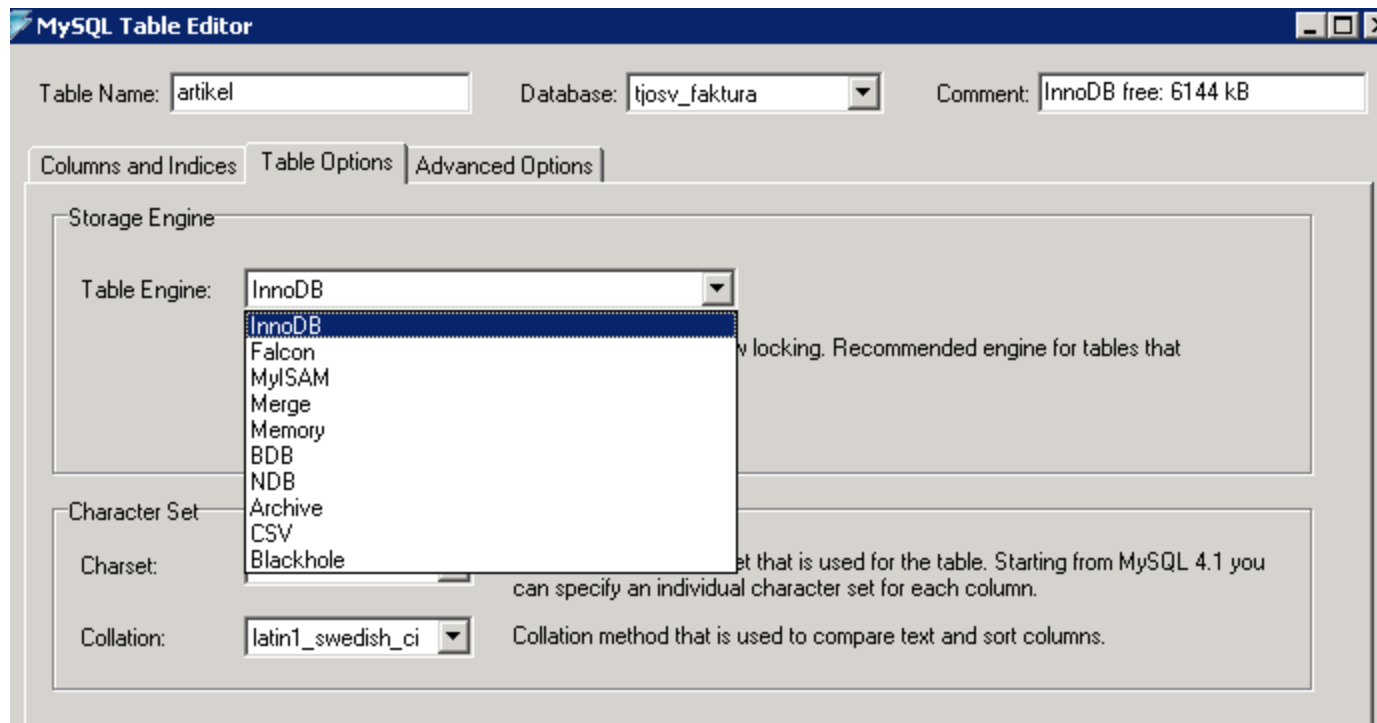 MySQL Table Editor
Table Name: artikel Database: tjosv_faktura Comment: InnoDB free: 6144 kB
Columns and Indices Table Options Advanced Options
Storage Engine
Table Engine: InnoDB
InnoDB
Falcon
locking. Recommended engine for tables that
MyISAM
Merge
Memory
BDB
NDB
Archive
CSV
Blackhole
Character Set
Charset: that is used for the table. Starting from MySQL 4.1 you
can specify an individual character set for each column.
Collation: latin1_swedish_ci Collation method that is used to compare text and sort columns.